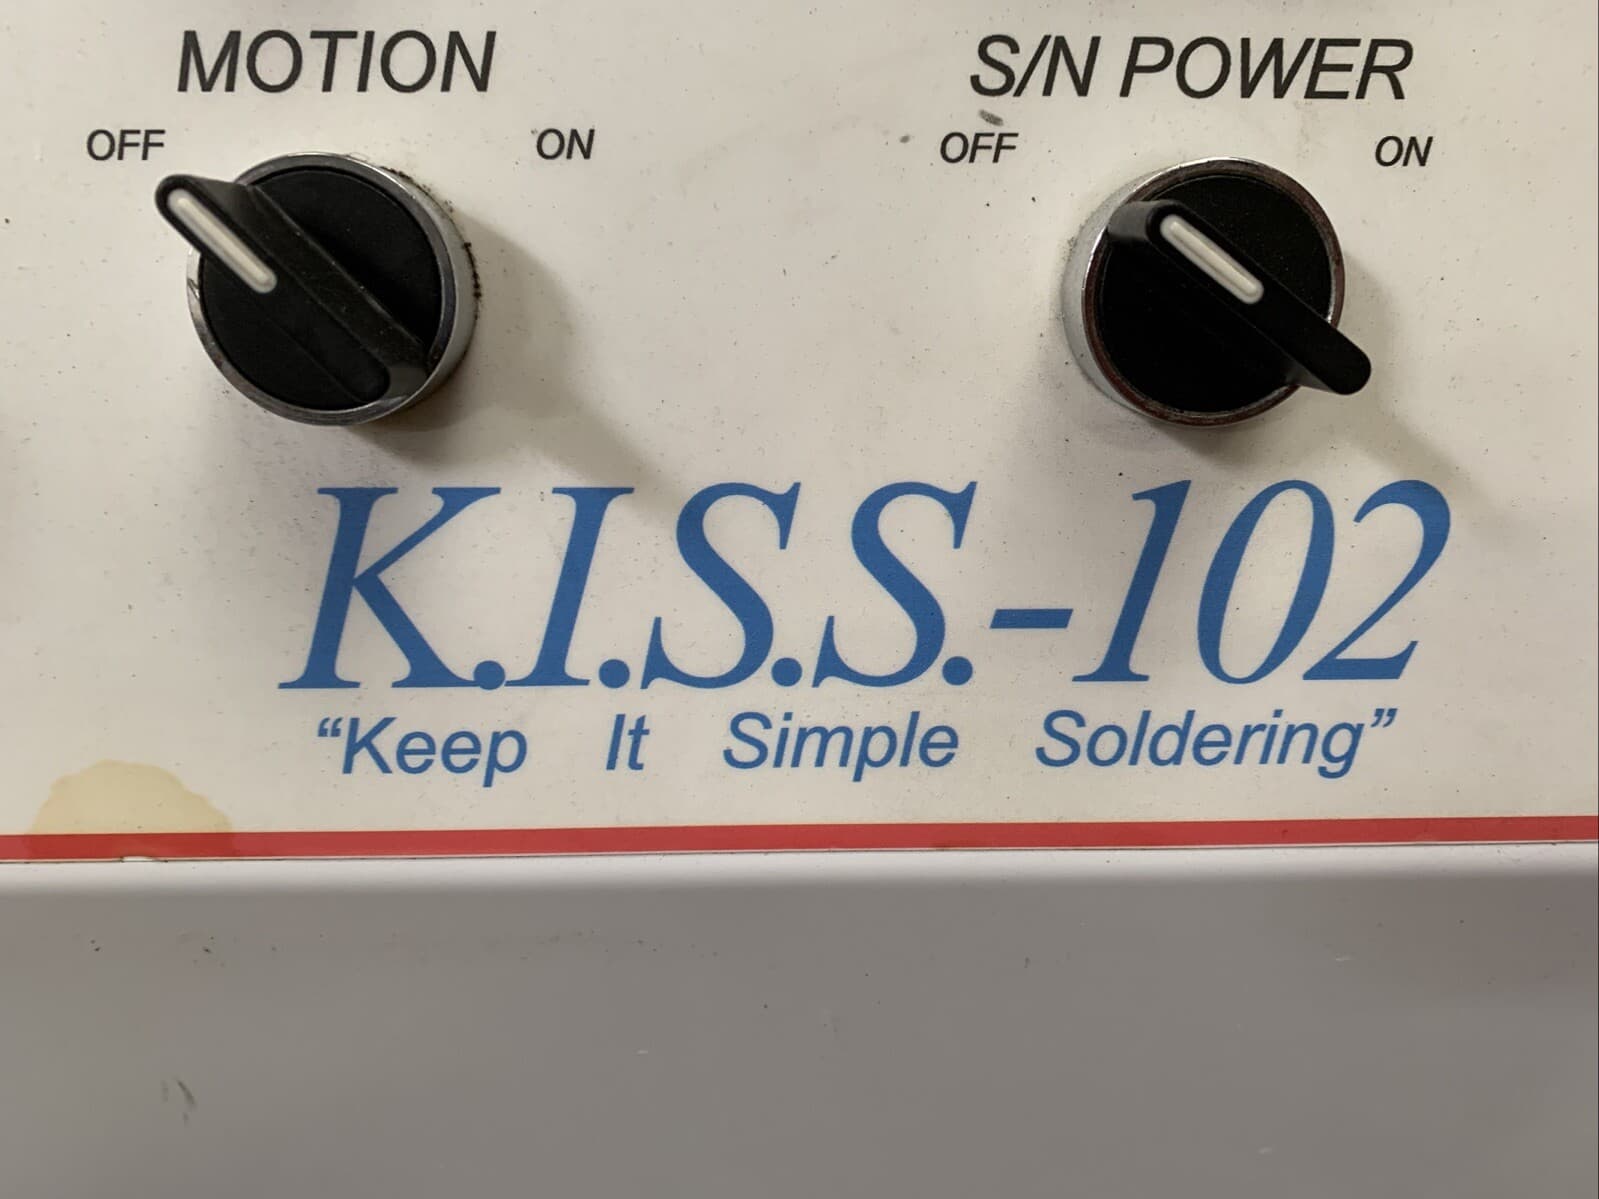 MOTION
S/N POWER
OFF
ON
OFF
ON
K.I.S.S.-102
“Keep It Simple Soldering”